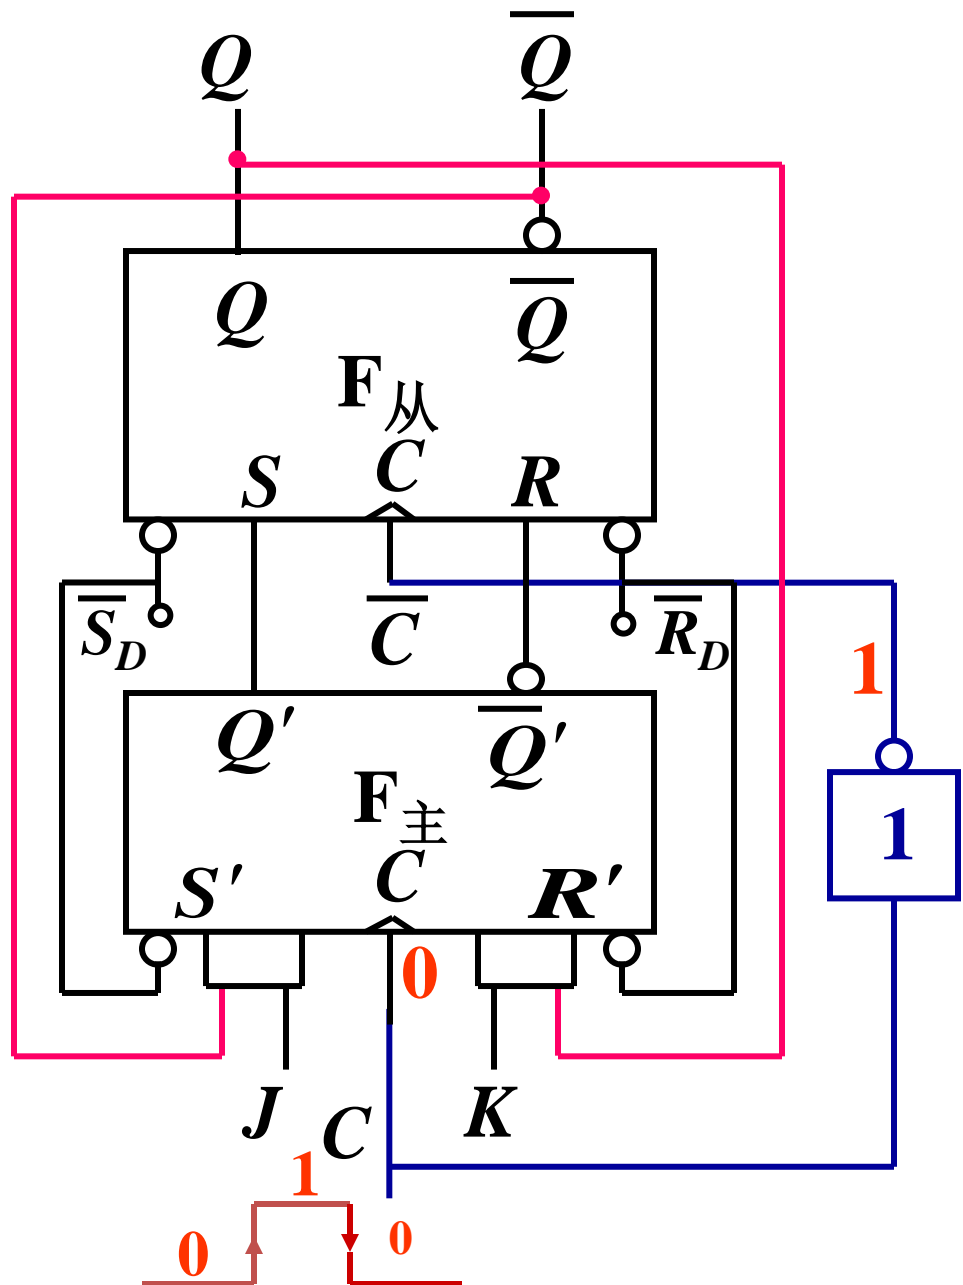 Q Q̅
Q Q̅
F从
S C R
S̅D C̅ R̅D
1
Q′ Q̅′
F主
1
S′ C R′
0
J C K
1
0 0